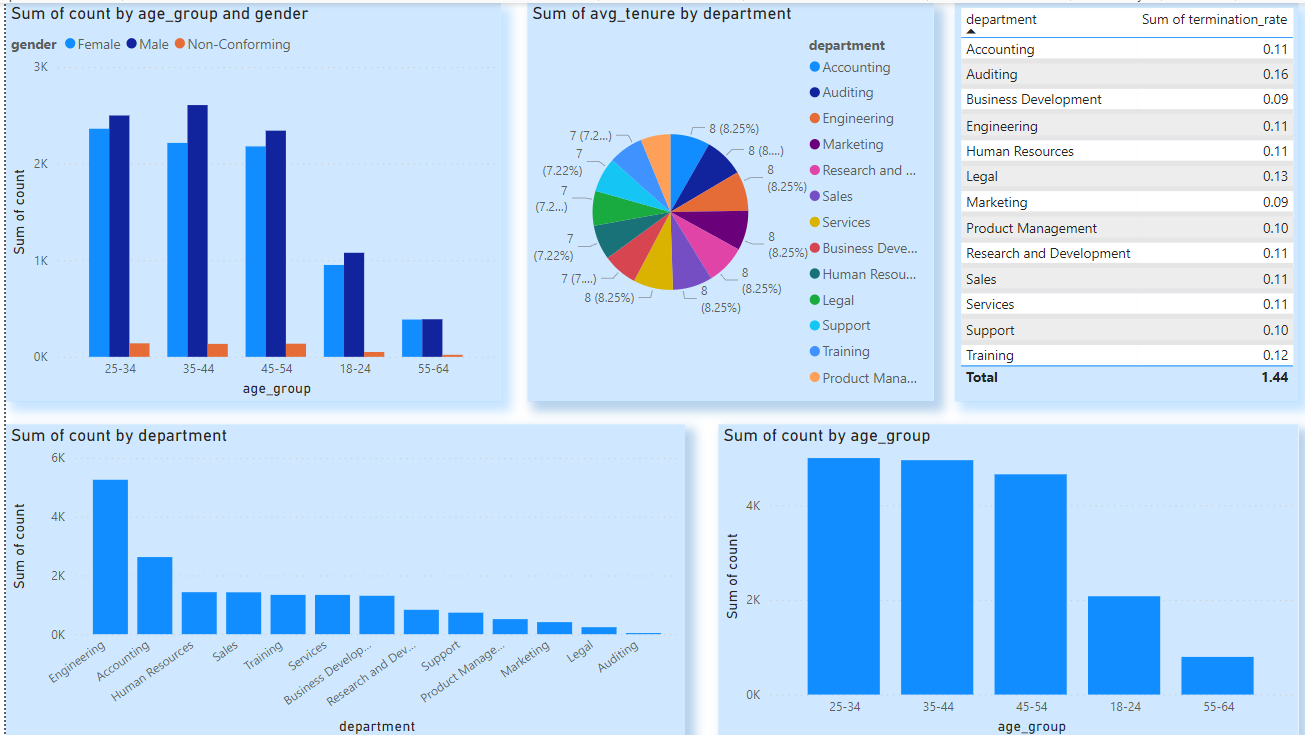 Sum of count by age_group and gender
gender Female Male Non-Conforming
3K
2K
1K
0K
Sum of count
25-34 35-44 45-54 18-24 55-64
age_group
Sum of avg_tenure by department
8 (8.25%)
8 (8....)
8
(8.25%)
8
(8.25%)
8
(8.25%)
8
(8.25%)
8 (8.25%)
7 (7....)
7
(7.22%)
7
(7.2...)
7
(7.22%)
7 (7.2...)
department
Accounting
Auditing
Engineering
Marketing
Research and ...
Sales
Services
Business Deve...
Human Resou...
Legal
Support
Training
Product Mana...
department Sum of termination_rate
Accounting 0.11
Auditing 0.16
Business Development 0.09
Engineering 0.11
Human Resources 0.11
Legal 0.13
Marketing 0.09
Product Management 0.10
Research and Development 0.11
Sales 0.11
Services 0.11
Support 0.10
Training 0.12
Total 1.44
Sum of count by department
6K
4K
2K
0K
Sum of count
Engineering Accounting Human Resources Sales Training Services Business Develop... Research and Dev... Support Product Manage... Marketing Legal Auditing
department
Sum of count by age_group
4K
2K
0K
Sum of count
25-34 35-44 45-54 18-24 55-64
age_group